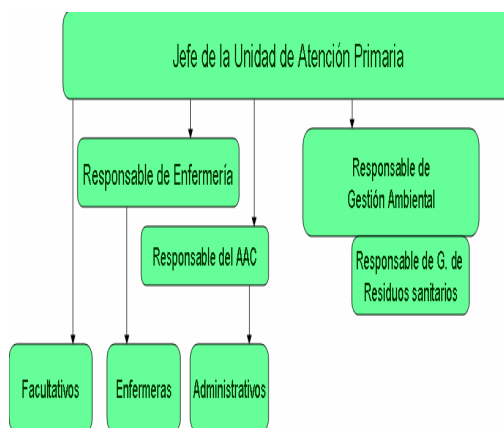 Jefe de la Unidad de Atención Primaria
Responsable de Enfermería
Responsable de
Gestión Ambiental
Responsable del AAC
Responsable de G. de
Residuos sanitarios
Facultativos
Enfermeras
Administrativos